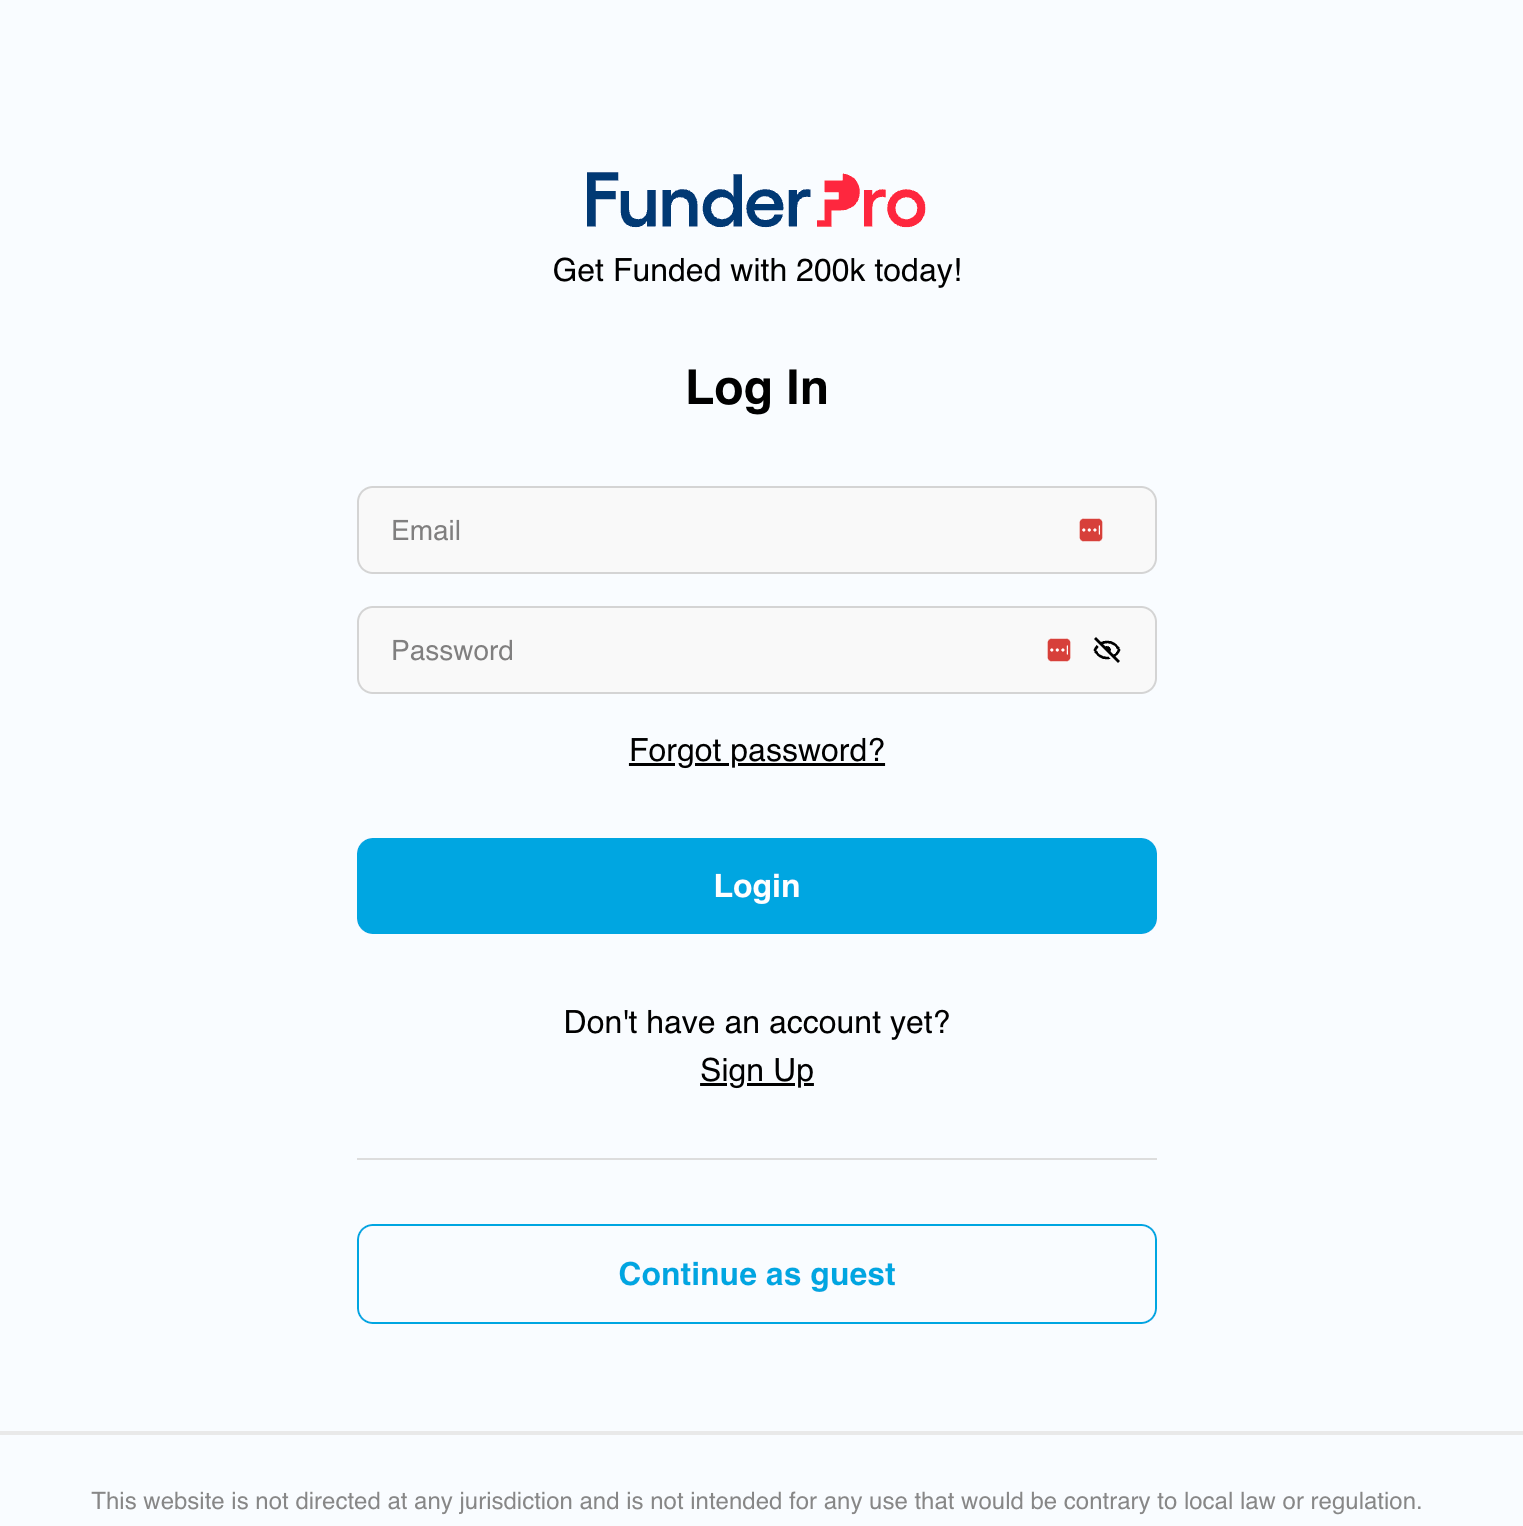 FunderPro
Get Funded with 200k today!
Log In
Email
Password
Forgot password?
Login
Don't have an account yet?
Sign Up
Continue as guest
This website is not directed at any jurisdiction and is not intended for any use that would be contrary to local law or regulation.